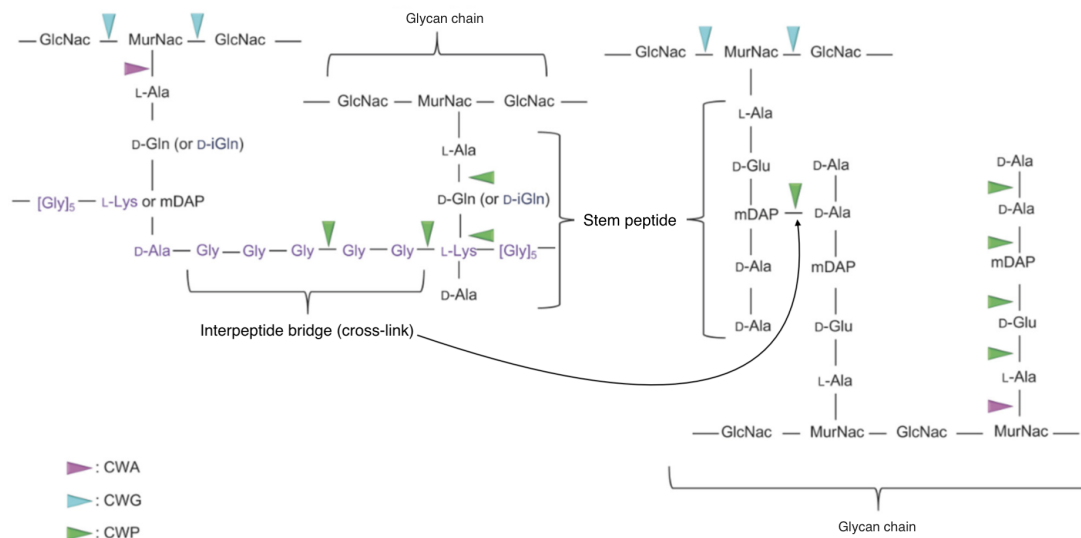 Glycan chain
— GlcNac — MurNac — GlcNac —
L-Ala
D-Gln (or D-iGln)
— [Gly]5 — L-Lys or mDAP
D-Ala — Gly — Gly — Gly — Gly — Gly — L-Lys — [Gly]5 —
— GlcNac — MurNac — GlcNac —
L-Ala
D-Gln (or D-iGln)
D-Ala
Interpeptide bridge (cross-link)
Stem peptide
— GlcNac — MurNac — GlcNac —
L-Ala
D-Glu
mDAP — D-Ala
D-Ala
D-Ala
D-Ala
mDAP
D-Glu
L-Ala
D-Ala
D-Ala
mDAP
D-Glu
L-Ala
— GlcNac — MurNac — GlcNac — MurNac —
Glycan chain
: CWA
: CWG
: CWP